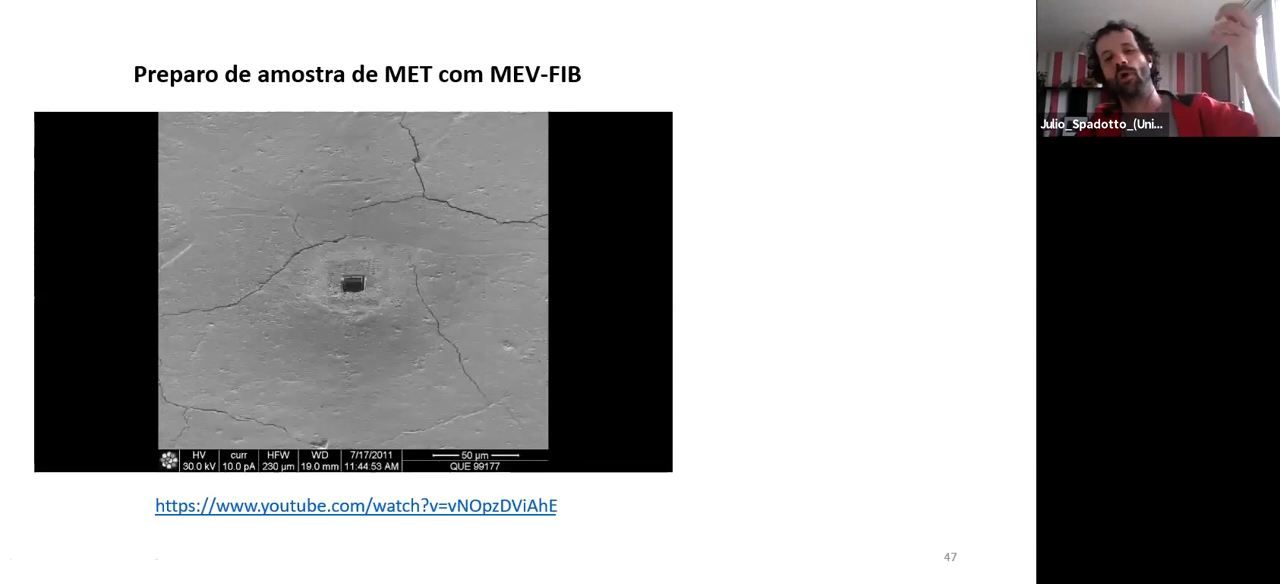 Preparo de amostra de MET com MEV-FIB
Julio_Spadotto_(Uni...
HV curr HFW WD 7/17/2011 50 µm
30.0 kV 10.0 pA 230 µm 19.0 mm 11:44:53 AM QUE 99177
https://www.youtube.com/watch?v=vNOpzDViAhE
47